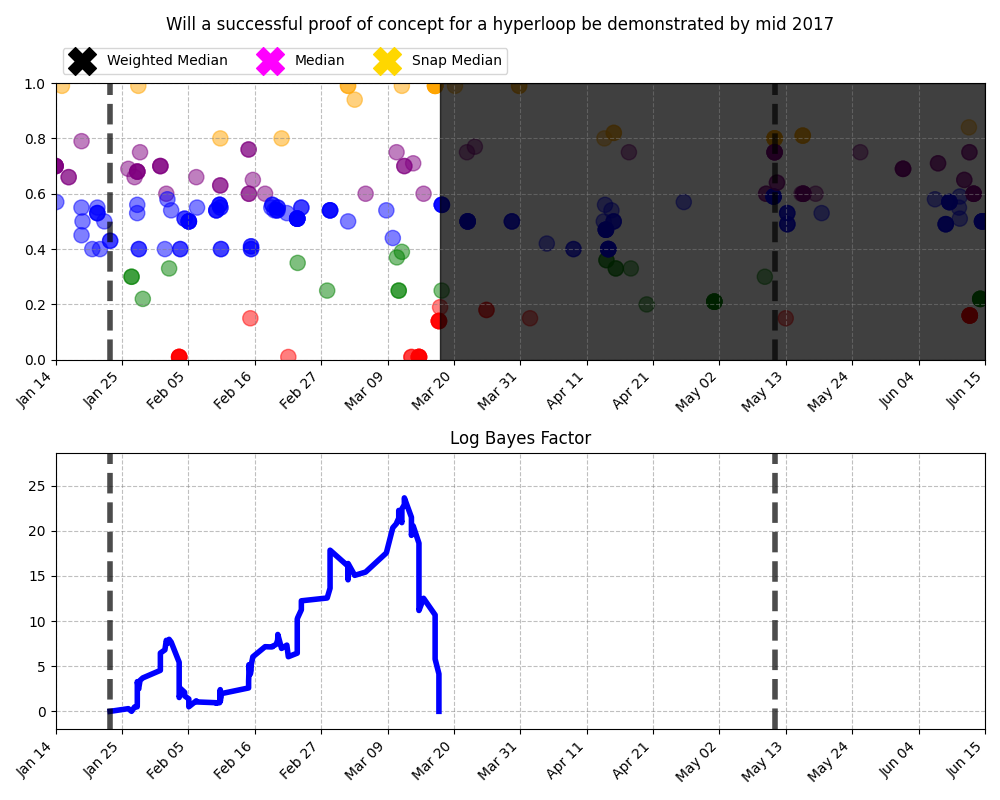 Will a successful proof of concept for a hyperloop be demonstrated by mid 2017
Weighted Median Median Snap Median
1.0
0.8
0.6
0.4
0.2
0.0
Jan 14 Jan 25 Feb 05 Feb 16 Feb 27 Mar 09 Mar 20 Mar 31 Apr 11 Apr 21 May 02 May 13 May 24 Jun 04 Jun 15
Log Bayes Factor
25
20
15
10
5
0
Jan 14 Jan 25 Feb 05 Feb 16 Feb 27 Mar 09 Mar 20 Mar 31 Apr 11 Apr 21 May 02 May 13 May 24 Jun 04 Jun 15